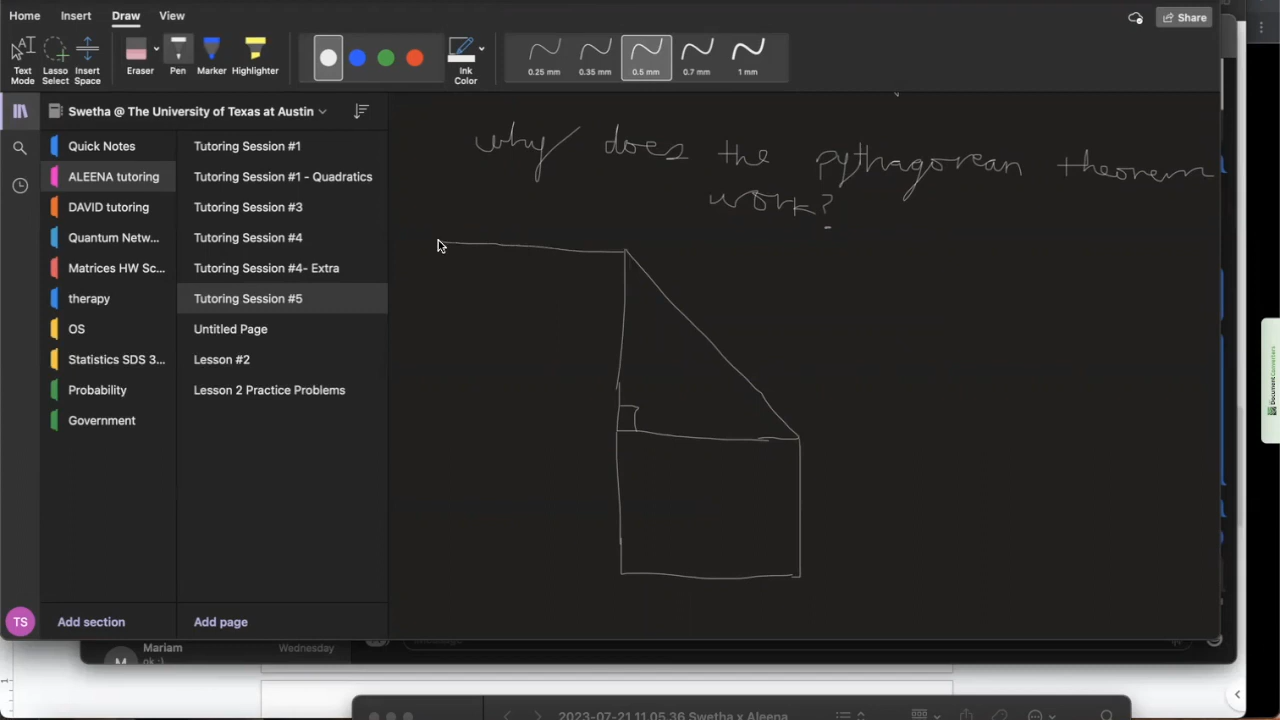 Home Insert Draw View
Share
Text Mode
Lasso Select
Insert Space
Eraser
Pen
Marker
Highlighter
Ink Color
0.25 mm
0.35 mm
0.5 mm
0.7 mm
1 mm
Swetha @ The University of Texas at Austin
Quick Notes
ALEENA tutoring
DAVID tutoring
Quantum Netw...
Matrices HW Sc...
therapy
OS
Statistics SDS 3...
Probability
Government
Add section
Tutoring Session #1
Tutoring Session #1 - Quadratics
Tutoring Session #3
Tutoring Session #4
Tutoring Session #4- Extra
Tutoring Session #5
Untitled Page
Lesson #2
Lesson 2 Practice Problems
Add page
TS
why does the pythagorean theorem
work?
Mariam
Wednesday
M
ok :)
2023-07-21 11.05.36 Swetha x Aleena
1